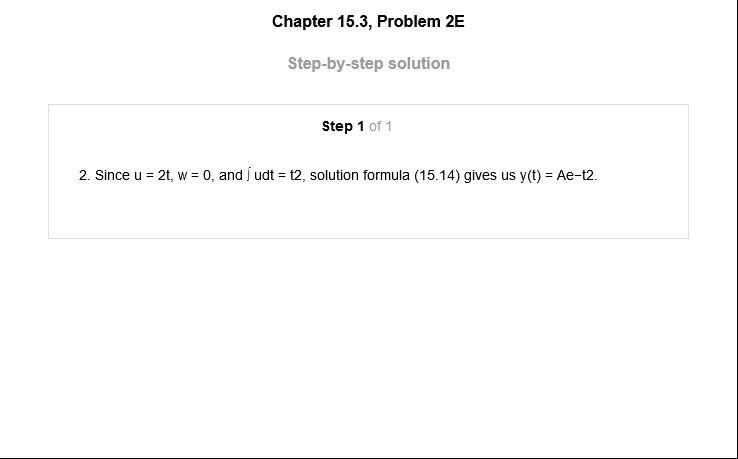 Chapter 15.3, Problem 2E
Step-by-step solution
Step 1 of 1
2. Since u = 2t, w = 0, and ∫ udt = t2, solution formula (15.14) gives us y(t) = Ae−t2.